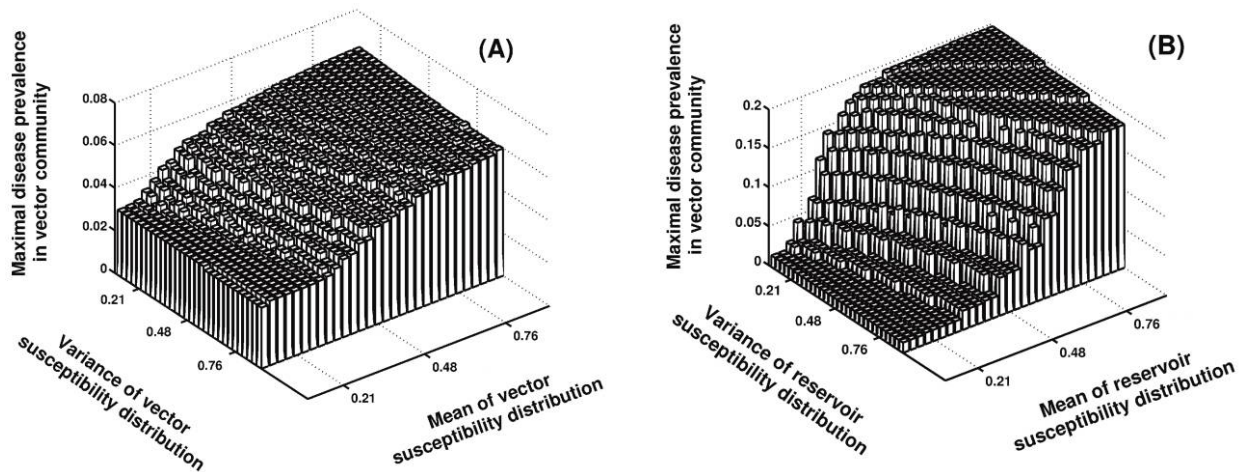 (A)
Maximal disease prevalence
in vector community
0.08
0.06
0.04
0.02
0
0.21
0.48
0.76
Variance of vector
susceptibility distribution
0.21
0.48
0.76
Mean of vector
susceptibility distribution
(B)
Maximal disease prevalence
in vector community
0.2
0.15
0.1
0.05
0
0.21
0.48
0.76
Variance of reservoir
susceptibility distribution
0.21
0.48
0.76
Mean of reservoir
susceptibility distribution